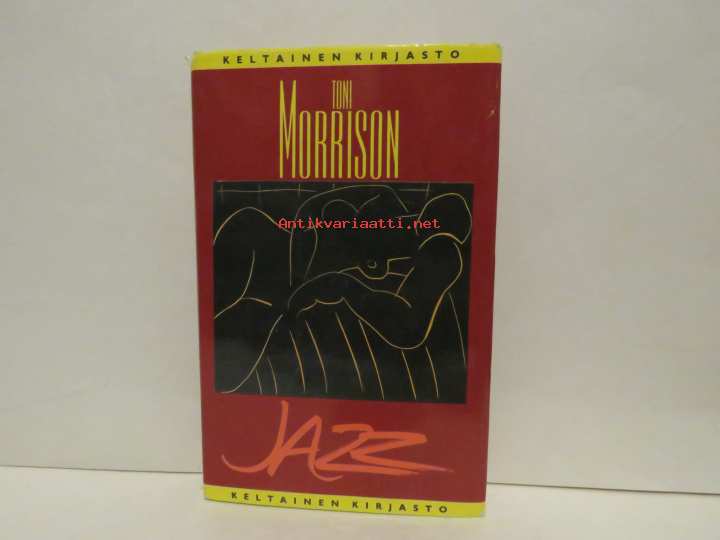 KELTAINEN KIRJASTO
TONI
MORRISON
Antikvariaatti.net
JAZZ
KELTAINEN KIRJASTO